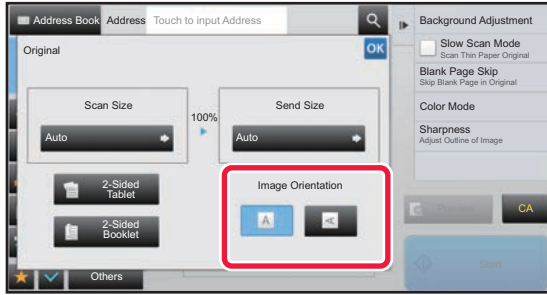 Address Book
Address
Touch to input Address
Original
OK
Scan Size
Auto
100%
Send Size
Auto
2-Sided
Tablet
2-Sided
Booklet
Image Orientation
A
A
Others
Background Adjustment
Slow Scan Mode
Scan Thin Paper Original
Blank Page Skip
Skip Blank Page in Original
Color Mode
Sharpness
Adjust Outline of Image
Preview
CA
Start